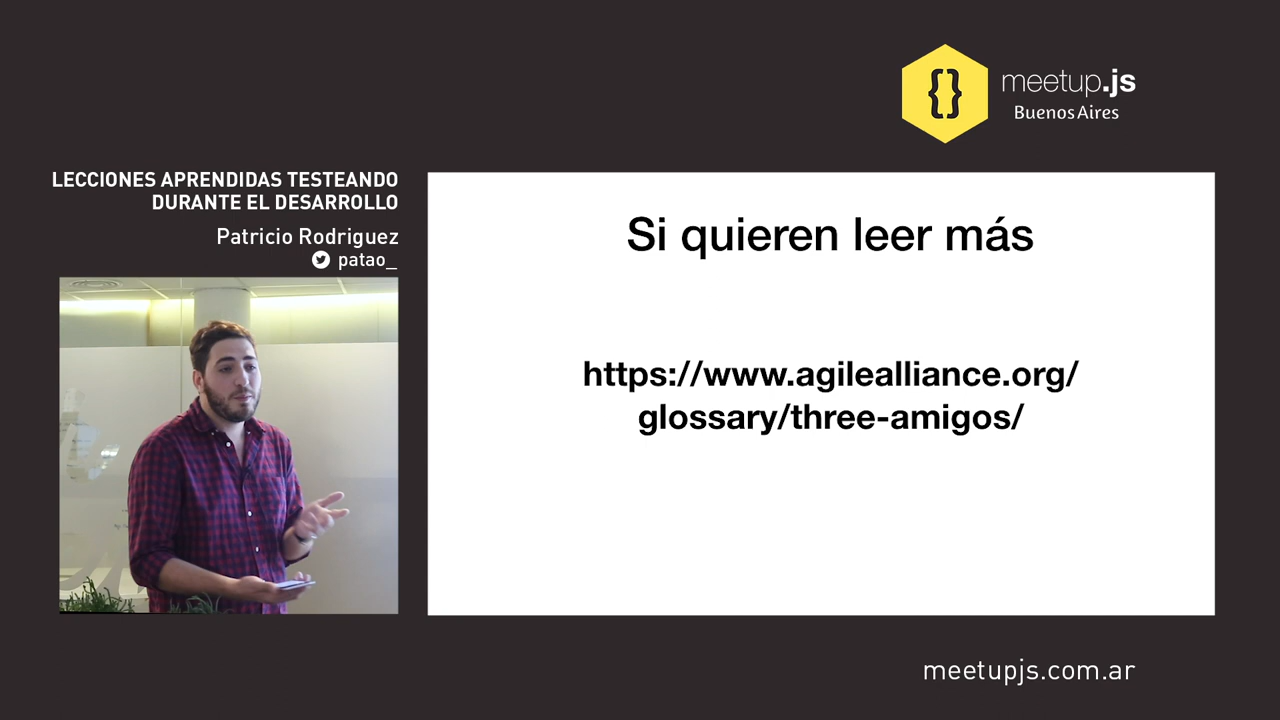 {}
meetup.js
Buenos Aires
LECCIONES APRENDIDAS TESTEANDO
DURANTE EL DESARROLLO
Patricio Rodriguez
patao_
Si quieren leer más
https://www.agilealliance.org/
glossary/three-amigos/
meetupjs.com.ar